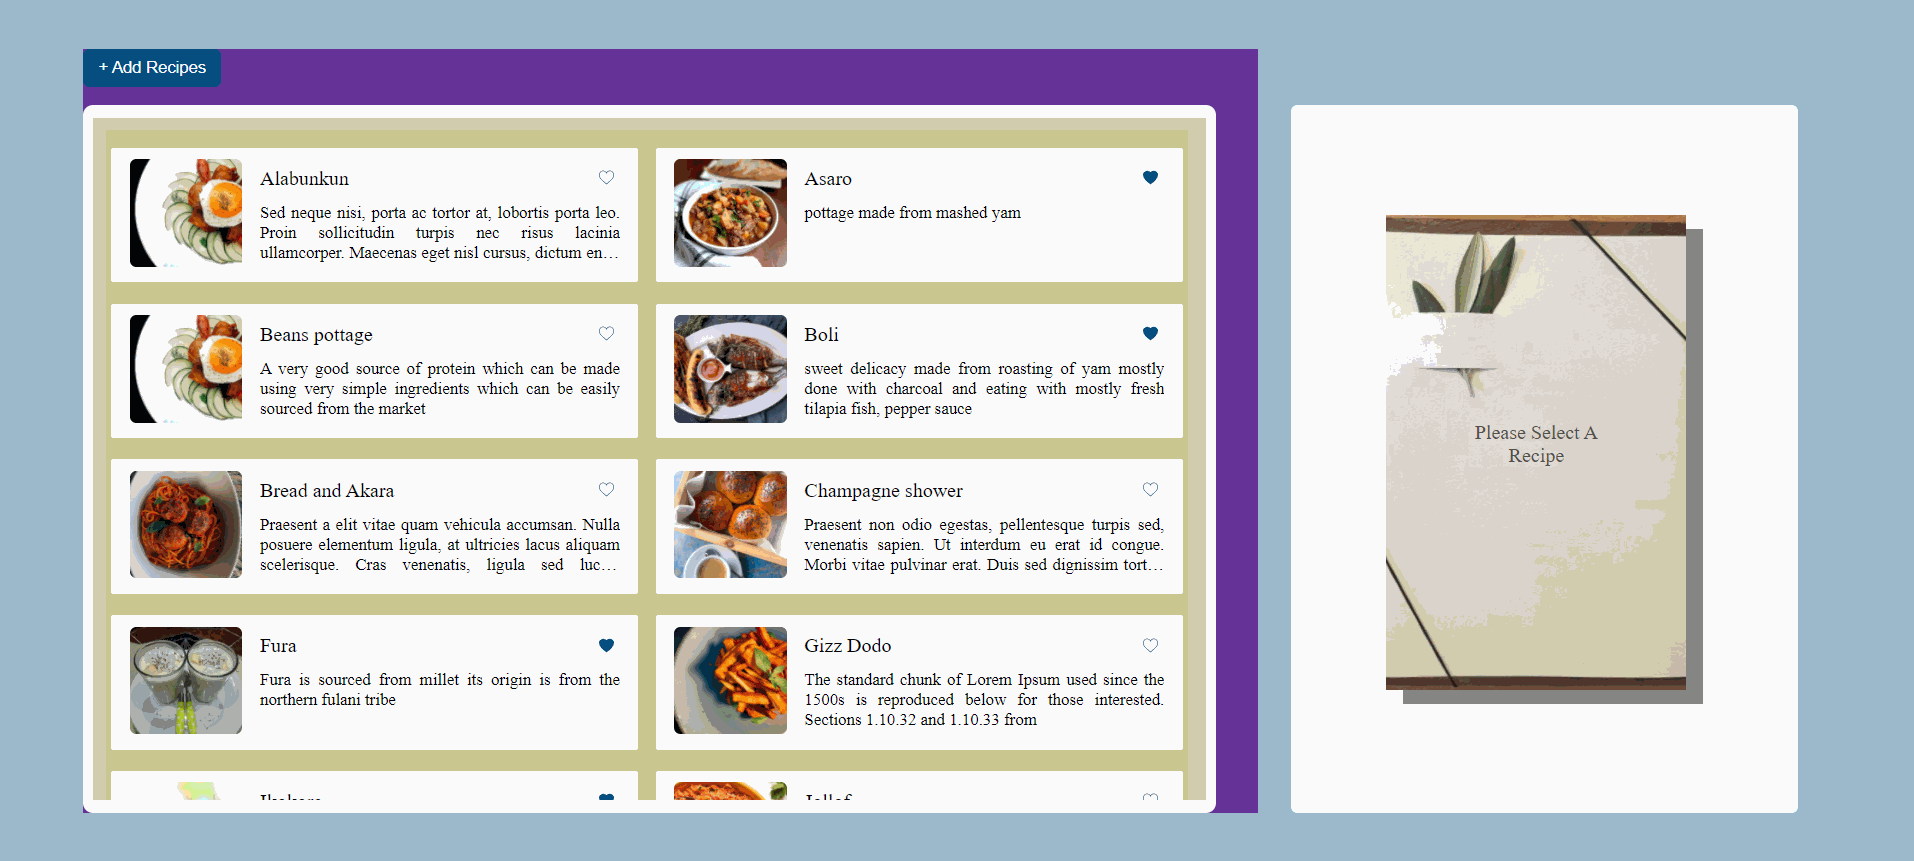 + Add Recipes
Alabunkun
Sed neque nisi, porta ac tortor at, lobortis porta leo.
Proin sollicitudin turpis nec risus lacinia
ullamcorper. Maecenas eget nisl cursus, dictum en…
Asaro
pottage made from mashed yam
Beans pottage
A very good source of protein which can be made
using very simple ingredients which can be easily
sourced from the market
Boli
sweet delicacy made from roasting of yam mostly
done with charcoal and eating with mostly fresh
tilapia fish, pepper sauce
Bread and Akara
Praesent a elit vitae quam vehicula accumsan. Nulla
posuere elementum ligula, at ultricies lacus aliquam
scelerisque. Cras venenatis, ligula sed luc…
Champagne shower
Praesent non odio egestas, pellentesque turpis sed,
venenatis sapien. Ut interdum eu erat id congue.
Morbi vitae pulvinar erat. Duis sed dignissim tort…
Fura
Fura is sourced from millet its origin is from the
northern fulani tribe
Gizz Dodo
The standard chunk of Lorem Ipsum used since the
1500s is reproduced below for those interested.
Sections 1.10.32 and 1.10.33 from
Jollof
Please Select A
Recipe